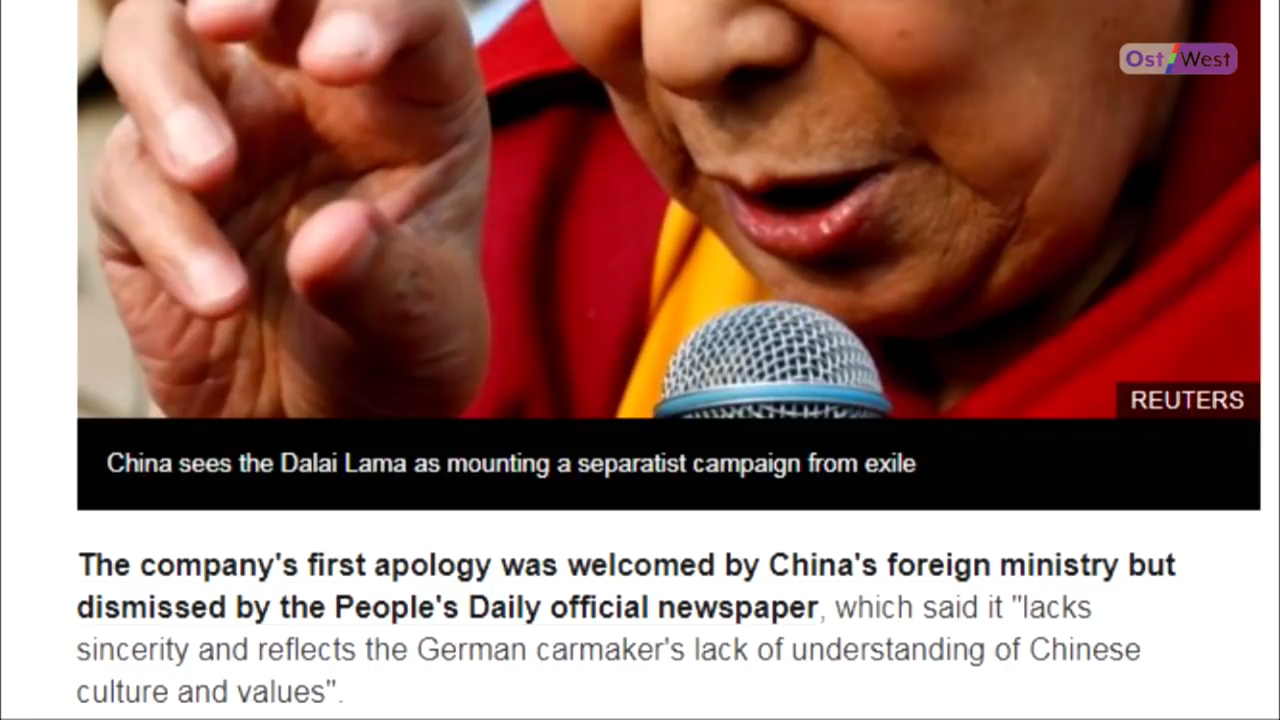 Ost/West
REUTERS
China sees the Dalai Lama as mounting a separatist campaign from exile
The company's first apology was welcomed by China's foreign ministry but
dismissed by the People's Daily official newspaper, which said it "lacks
sincerity and reflects the German carmaker's lack of understanding of Chinese
culture and values".